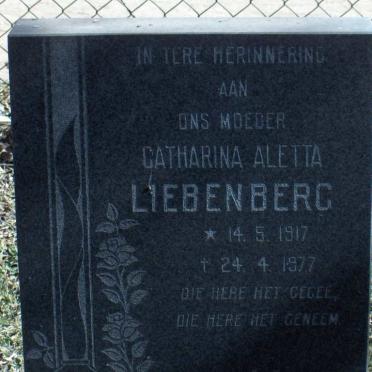 IN TERE HERINNERING
AAN
ONS MOEDER
CATHARINA ALETTA
LIEBENBERG
* 14. 5. 1917
† 24. 4. 1977
DIE HERE HET GEGEE,
DIE HERE HET GENEEM.